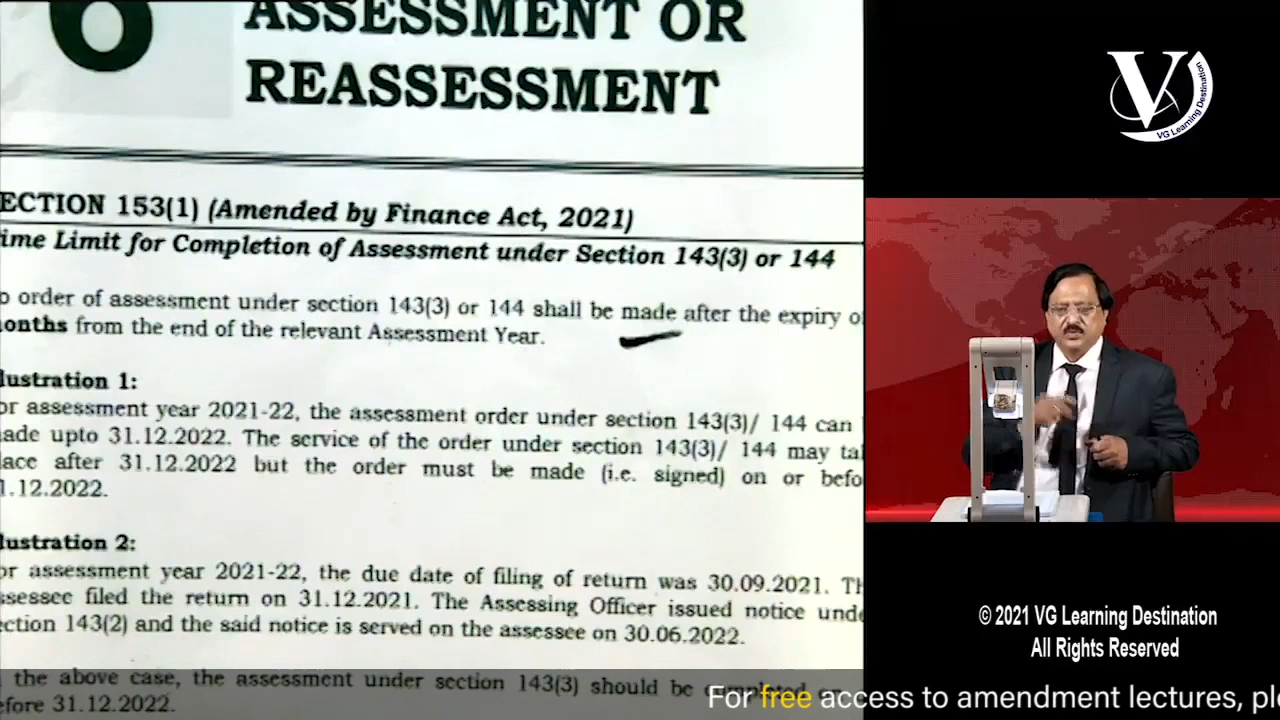 6
ASSESSMENT OR
REASSESSMENT
ECTION 153(1) (Amended by Finance Act, 2021)
ime Limit for Completion of Assessment under Section 143(3) or 144
o order of assessment under section 143(3) or 144 shall be made after the expiry o
onths from the end of the relevant Assessment Year.
lustration 1:
or assessment year 2021-22, the assessment order under section 143(3)/ 144 can
ade upto 31.12.2022. The service of the order under section 143(3)/ 144 may ta
lace after 31.12.2022 but the order must be made (i.e. signed) on or befo
1.12.2022.
lustration 2:
or assessment year 2021-22, the due date of filing of return was 30.09.2021. Th
ssessee filed the return on 31.12.2021. The Assessing Officer issued notice unde
ection 143(2) and the said notice is served on the assessee on 30.06.2022.
the above case, the assessment under section 143(3) should be
efore 31.12.2022.
V
VG Learning Destination
© 2021 VG Learning Destination
All Rights Reserved
For free access to amendment lectures, ple